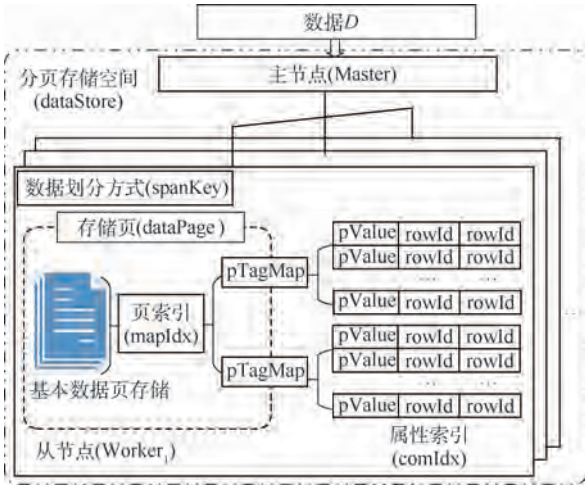 数据D
分页存储空间
(dataStore)
主节点(Master)
数据划分方式(spanKey)
存储页(dataPage)
页索引
(mapIdx)
基本数据页存储
pTagMap
pTagMap
pValue rowId rowId
pValue rowId rowId
... ...
pValue rowId rowId
pValue rowId rowId
pValue rowId rowId
... ...
pValue rowId rowId
从节点(Worker₁)
属性索引
(comIdx)
...